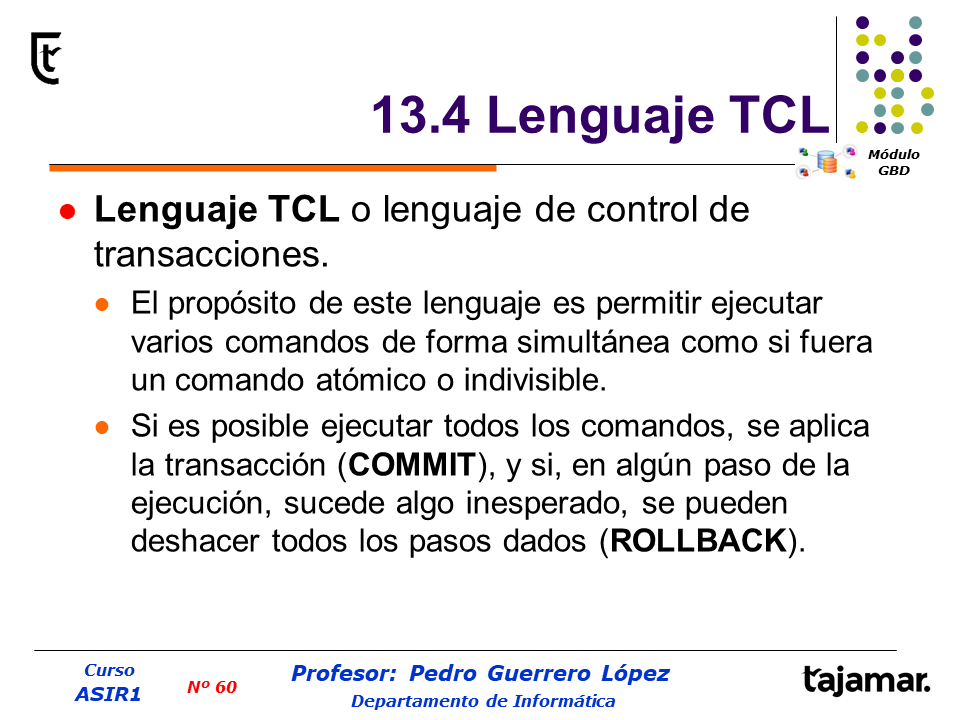 13.4 Lenguaje TCL
Módulo
GBD
● Lenguaje TCL o lenguaje de control de
transacciones.
● El propósito de este lenguaje es permitir ejecutar
varios comandos de forma simultánea como si fuera
un comando atómico o indivisible.
● Si es posible ejecutar todos los comandos, se aplica
la transacción (COMMIT), y si, en algún paso de la
ejecución, sucede algo inesperado, se pueden
deshacer todos los pasos dados (ROLLBACK).
Curso
ASIR1
Nº 60
Profesor: Pedro Guerrero López
Departamento de Informática
tajamar.